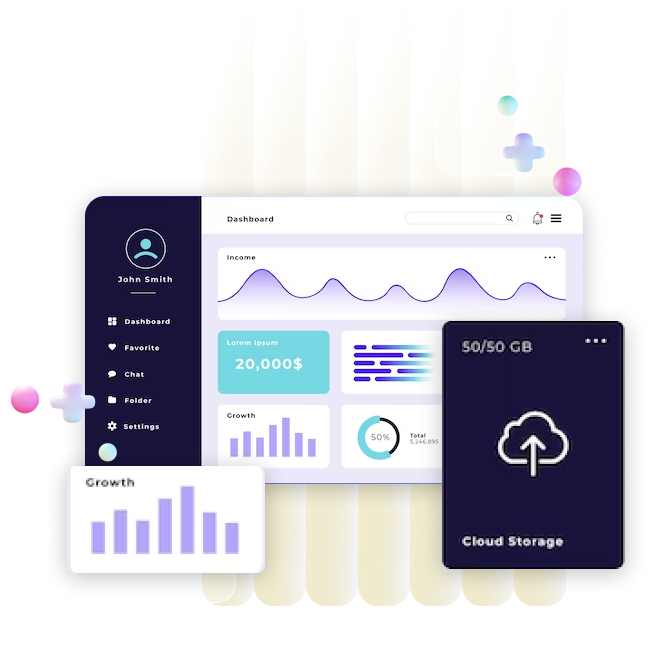 Dashboard
John Smith
Dashboard
Favorite
Chat
Folder
Settings
Income
Lorem Ipsum
20,000$
Growth
50%
Total
5,246,895
50/50 GB
Cloud Storage
Growth